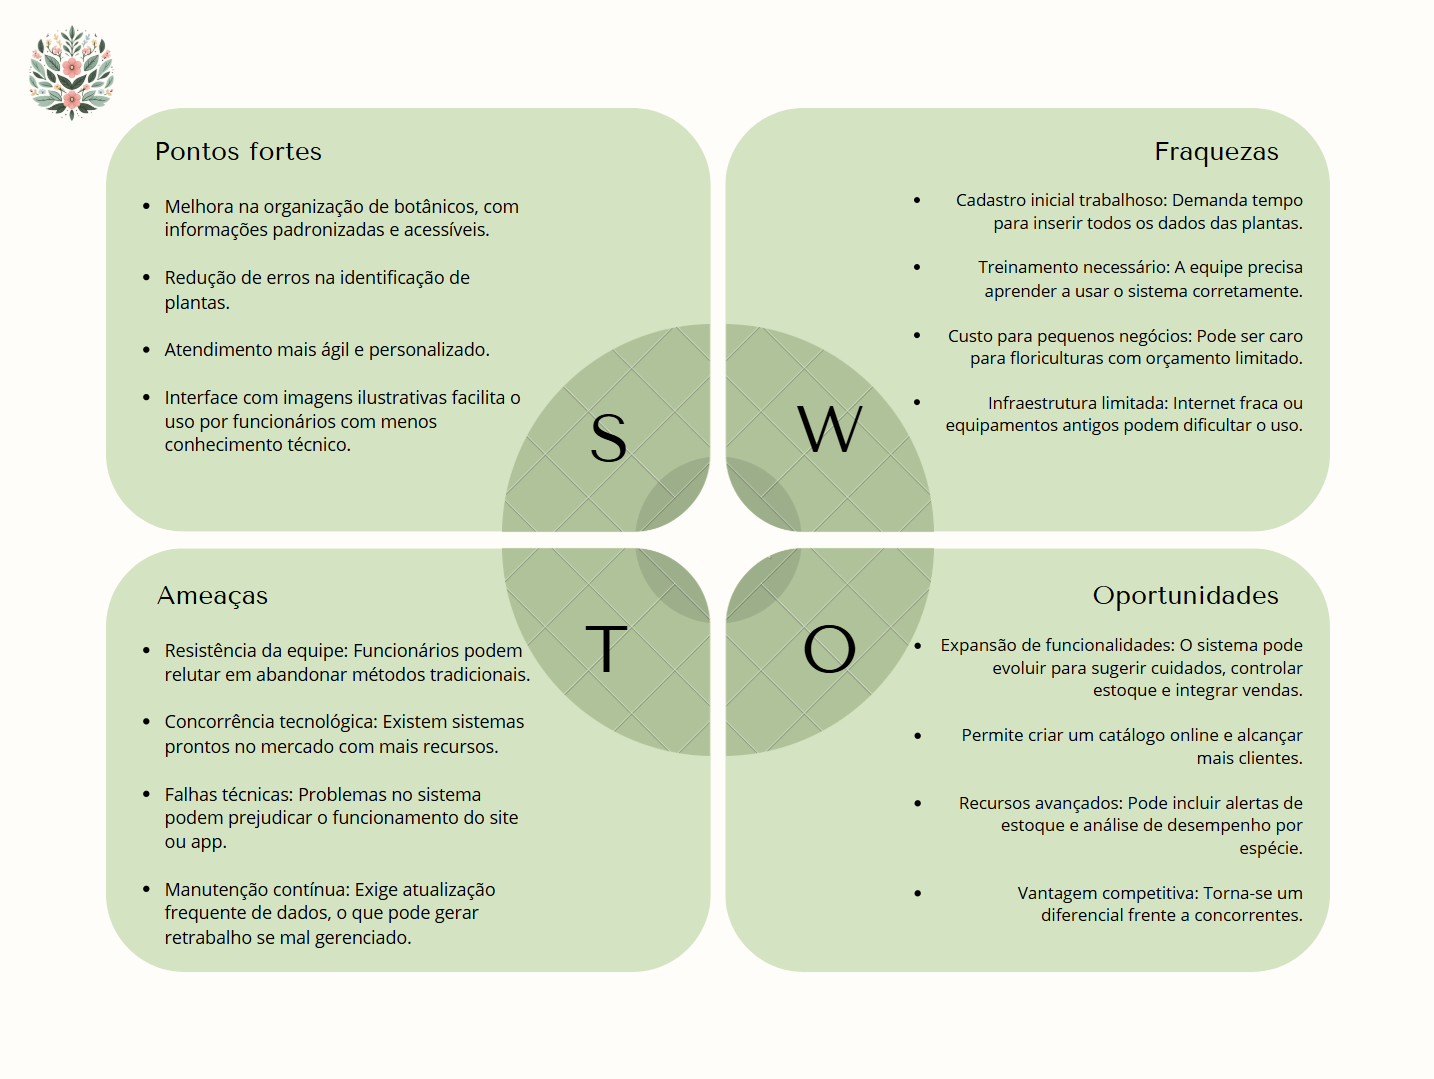 Pontos fortes
Melhora na organização de botânicos, com
informações padronizadas e acessíveis.
Redução de erros na identificação de
plantas.
Atendimento mais ágil e personalizado.
Interface com imagens ilustrativas facilita o
uso por funcionários com menos
conhecimento técnico.
S
Fraquezas
Cadastro inicial trabalhoso: Demanda tempo
para inserir todos os dados das plantas.
Treinamento necessário: A equipe precisa
aprender a usar o sistema corretamente.
Custo para pequenos negócios: Pode ser caro
para floriculturas com orçamento limitado.
Infraestrutura limitada: Internet fraca ou
equipamentos antigos podem dificultar o uso.
W
Ameaças
Resistência da equipe: Funcionários podem
relutar em abandonar métodos tradicionais.
Concorrência tecnológica: Existem sistemas
prontos no mercado com mais recursos.
Falhas técnicas: Problemas no sistema
podem prejudicar o funcionamento do site
ou app.
Manutenção contínua: Exige atualização
frequente de dados, o que pode gerar
retrabalho se mal gerenciado.
T
Oportunidades
Expansão de funcionalidades: O sistema pode
evoluir para sugerir cuidados, controlar
estoque e integrar vendas.
Permite criar um catálogo online e alcançar
mais clientes.
Recursos avançados: Pode incluir alertas de
estoque e análise de desempenho por
espécie.
Vantagem competitiva: Torna-se um
diferencial frente a concorrentes.
O